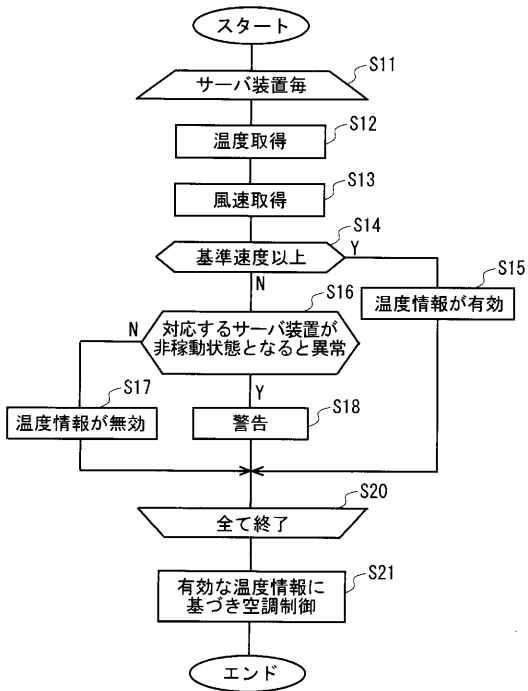 スタート
S11
サーバ装置毎
S12
温度取得
S13
風速取得
S14
基準速度以上
Y
N
S15
温度情報が有効
S16
対応するサーバ装置が
非稼動状態となると異常
N
Y
S17
温度情報が無効
S18
警告
S20
全て終了
S21
有効な温度情報に
基づき空調制御
エンド